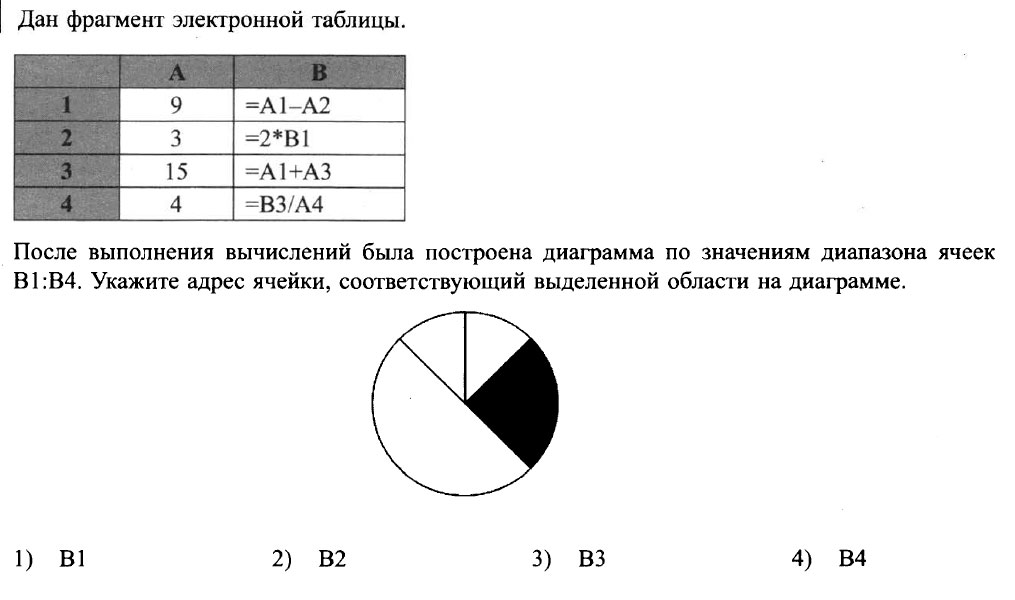 Дан фрагмент электронной таблицы.
A B
1 9 =A1–A2
2 3 =2*B1
3 15 =A1+A3
4 4 =B3/A4
После выполнения вычислений была построена диаграмма по значениям диапазона ячеек
B1:B4. Укажите адрес ячейки, соответствующий выделенной области на диаграмме.
1) B1 2) B2 3) B3 4) B4